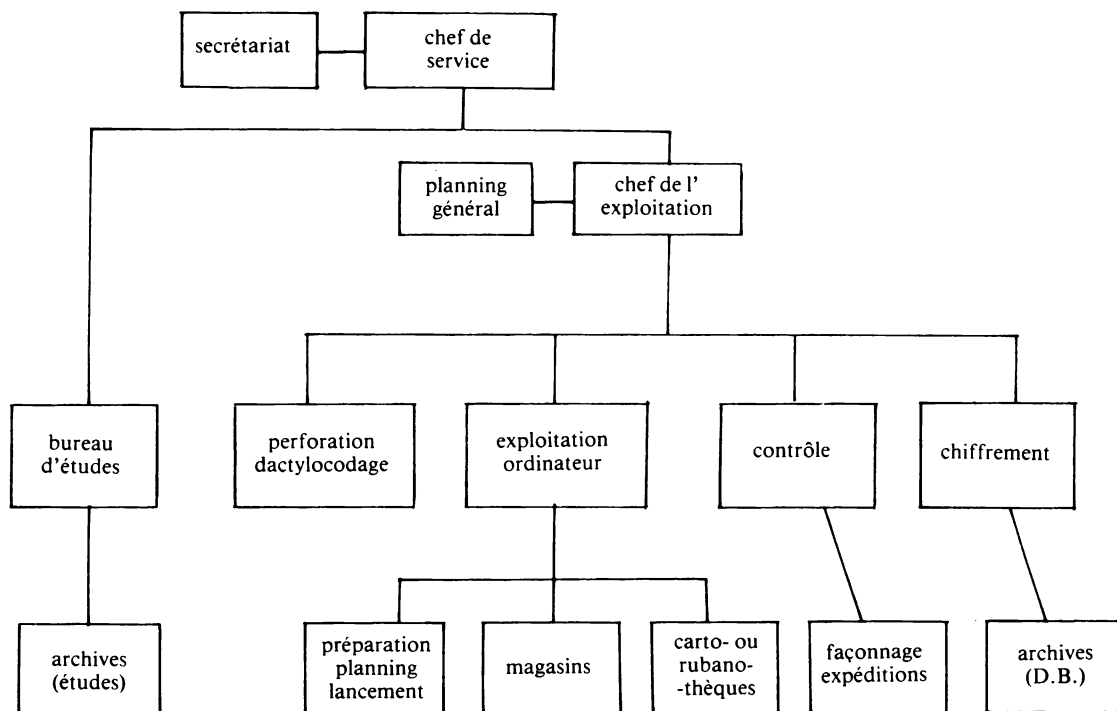 secrétariat
chef de
service
planning
général
chef de l'
exploitation
bureau
d'études
perforation
dactylocodage
exploitation
ordinateur
contrôle
chiffrement
archives
(études)
préparation
planning
lancement
magasins
carto- ou
rubano-
-thèques
façonnage
expéditions
archives
(D.B.)